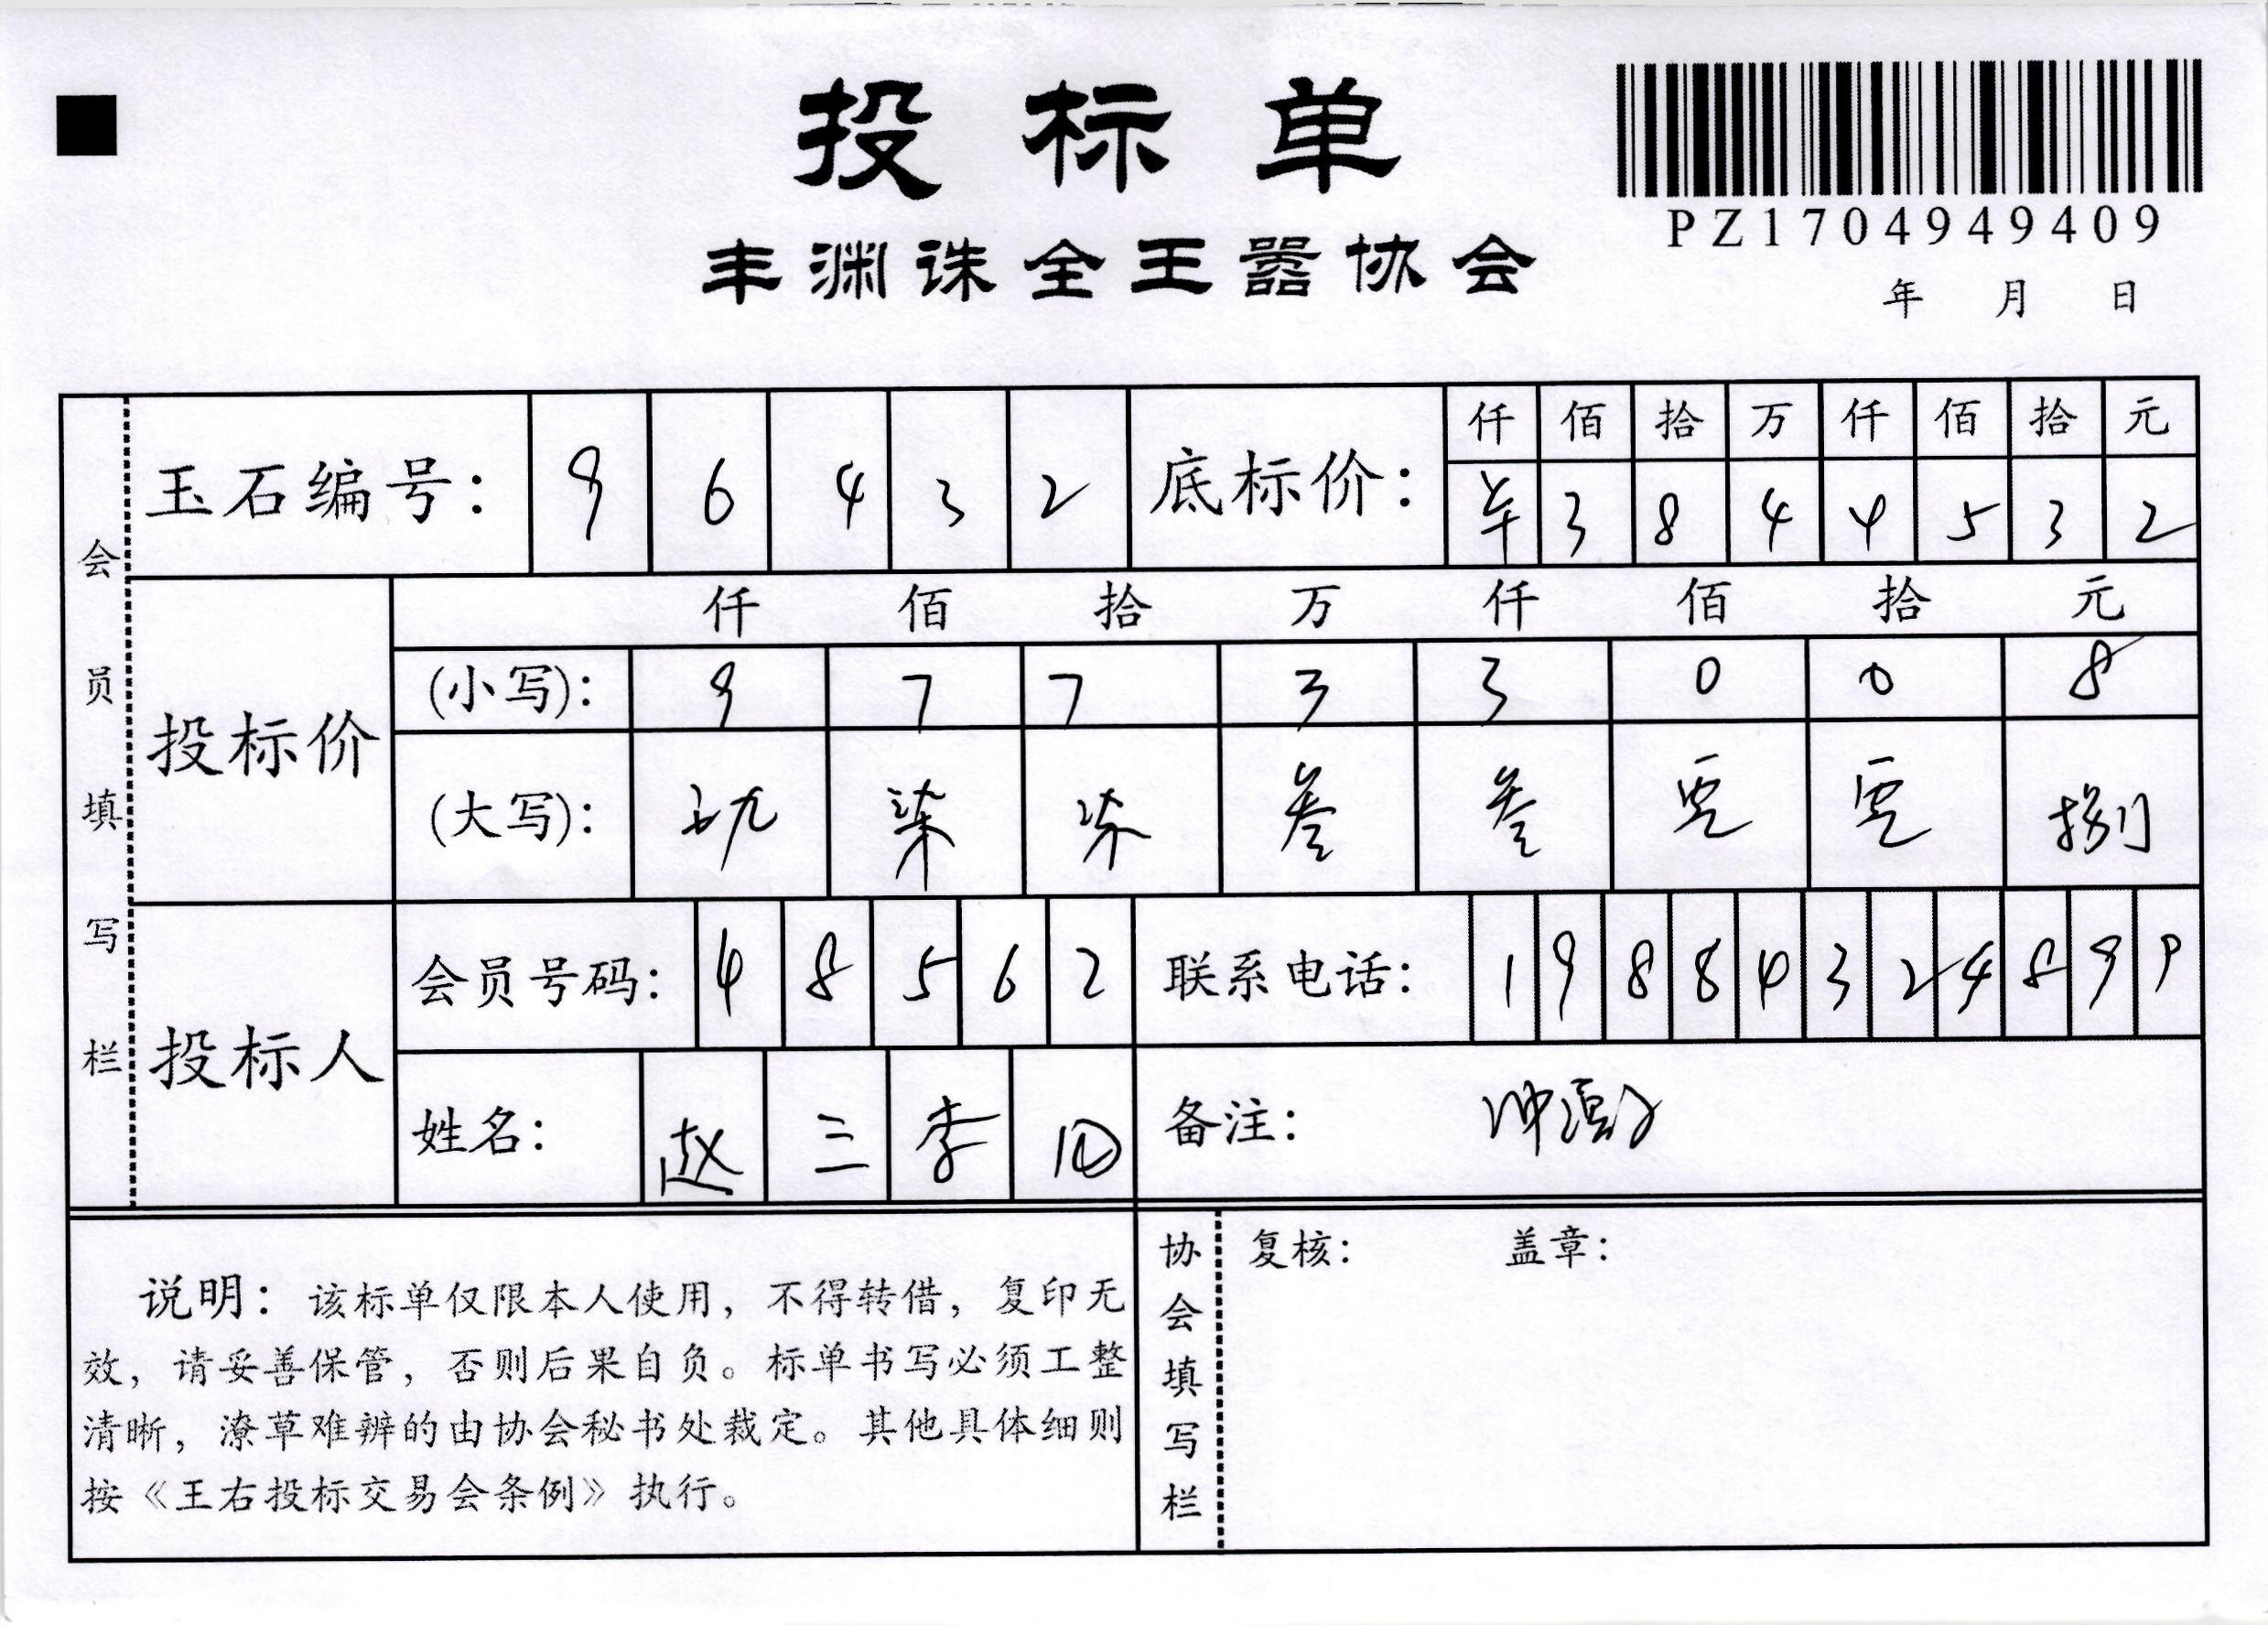 投标单
PZ1704949409
丰渊诛全王嚣协会
年 月 日
会员填写栏
玉石编号： 9 6 4 3 2
底标价： 仟 佰 拾 万 仟 佰 拾 元
¥ 3 8 4 4 5 3 2
投标价
仟 佰 拾 万 仟 佰 拾 元
(小写)： 9 7 7 3 3 0 0 8
(大写)： 玖 柒 柒 叁 叁 零 零 捌
投标人
会员号码： 4 8 5 6 2
联系电话： 1 9 8 8 4 3 2 4 8 9 9
姓名： 赵 三 李 四
备注：
说明：该标单仅限本人使用，不得转借，复印无
效，请妥善保管，否则后果自负。标单书写必须工整
清晰，潦草难辨的由协会秘书处裁定。其他具体细则
按《王右投标交易会条例》执行。
协会填写栏
复核： 盖章：